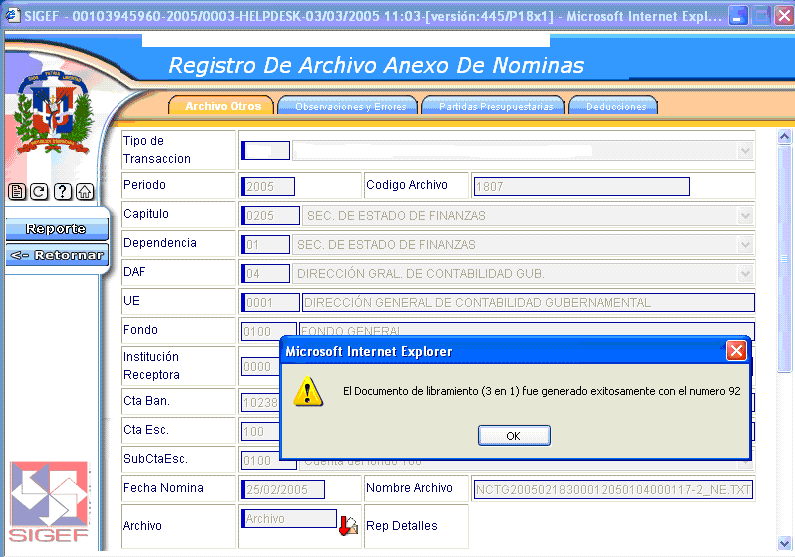 SIGEF - 00103945960-2005/0003-HELPDESK-03/03/2005 11:03-[versión:445/P18x1] - Microsoft Internet Expl...
Registro De Archivo Anexo De Nominas
Archivo Otros Observaciones y Errores Partidas Presupuestarias Deducciones
Tipo de
Transaccion
Periodo 2005 Codigo Archivo 1807
Capitulo 0205 SEC. DE ESTADO DE FINANZAS
Reporte
Dependencia 01 SEC. DE ESTADO DE FINANZAS
<- Retornar
DAF 04 DIRECCIÓN GRAL. DE CONTABILIDAD GUB.
UE 0001 DIRECCIÓN GENERAL DE CONTABILIDAD GUBERNAMENTAL
Fondo 0100 FONDO GENERAL
Institución
Receptora 0000
Microsoft Internet Explorer
El Documento de libramiento (3 en 1) fue generado exitosamente con el numero 92
OK
Cta Ban. 10238
Cta Esc. 100
SubCtaEsc. 0100 Cuenta del fondo 100
Fecha Nomina 25/02/2005 Nombre Archivo NCTG20050218300012050104000117-2_NE.TXT
Archivo Archivo Rep Detalles
SIGEF